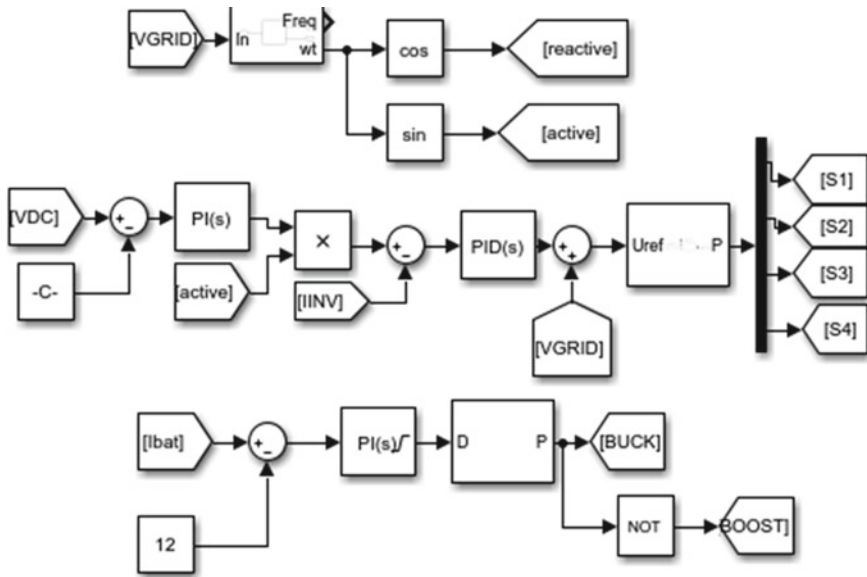 Freq
[VGRID]
In
wt
cos
[reactive]
sin
[active]
[VDC]
+
−
PI(s)
×
+
−
PID(s)
+
+
Uref
P
[S1]
[S2]
[S3]
[S4]
-C-
[active]
[IINV]
[VGRID]
[Ibat]
+
−
PI(s)
D
P
[BUCK]
12
NOT
BOOST]